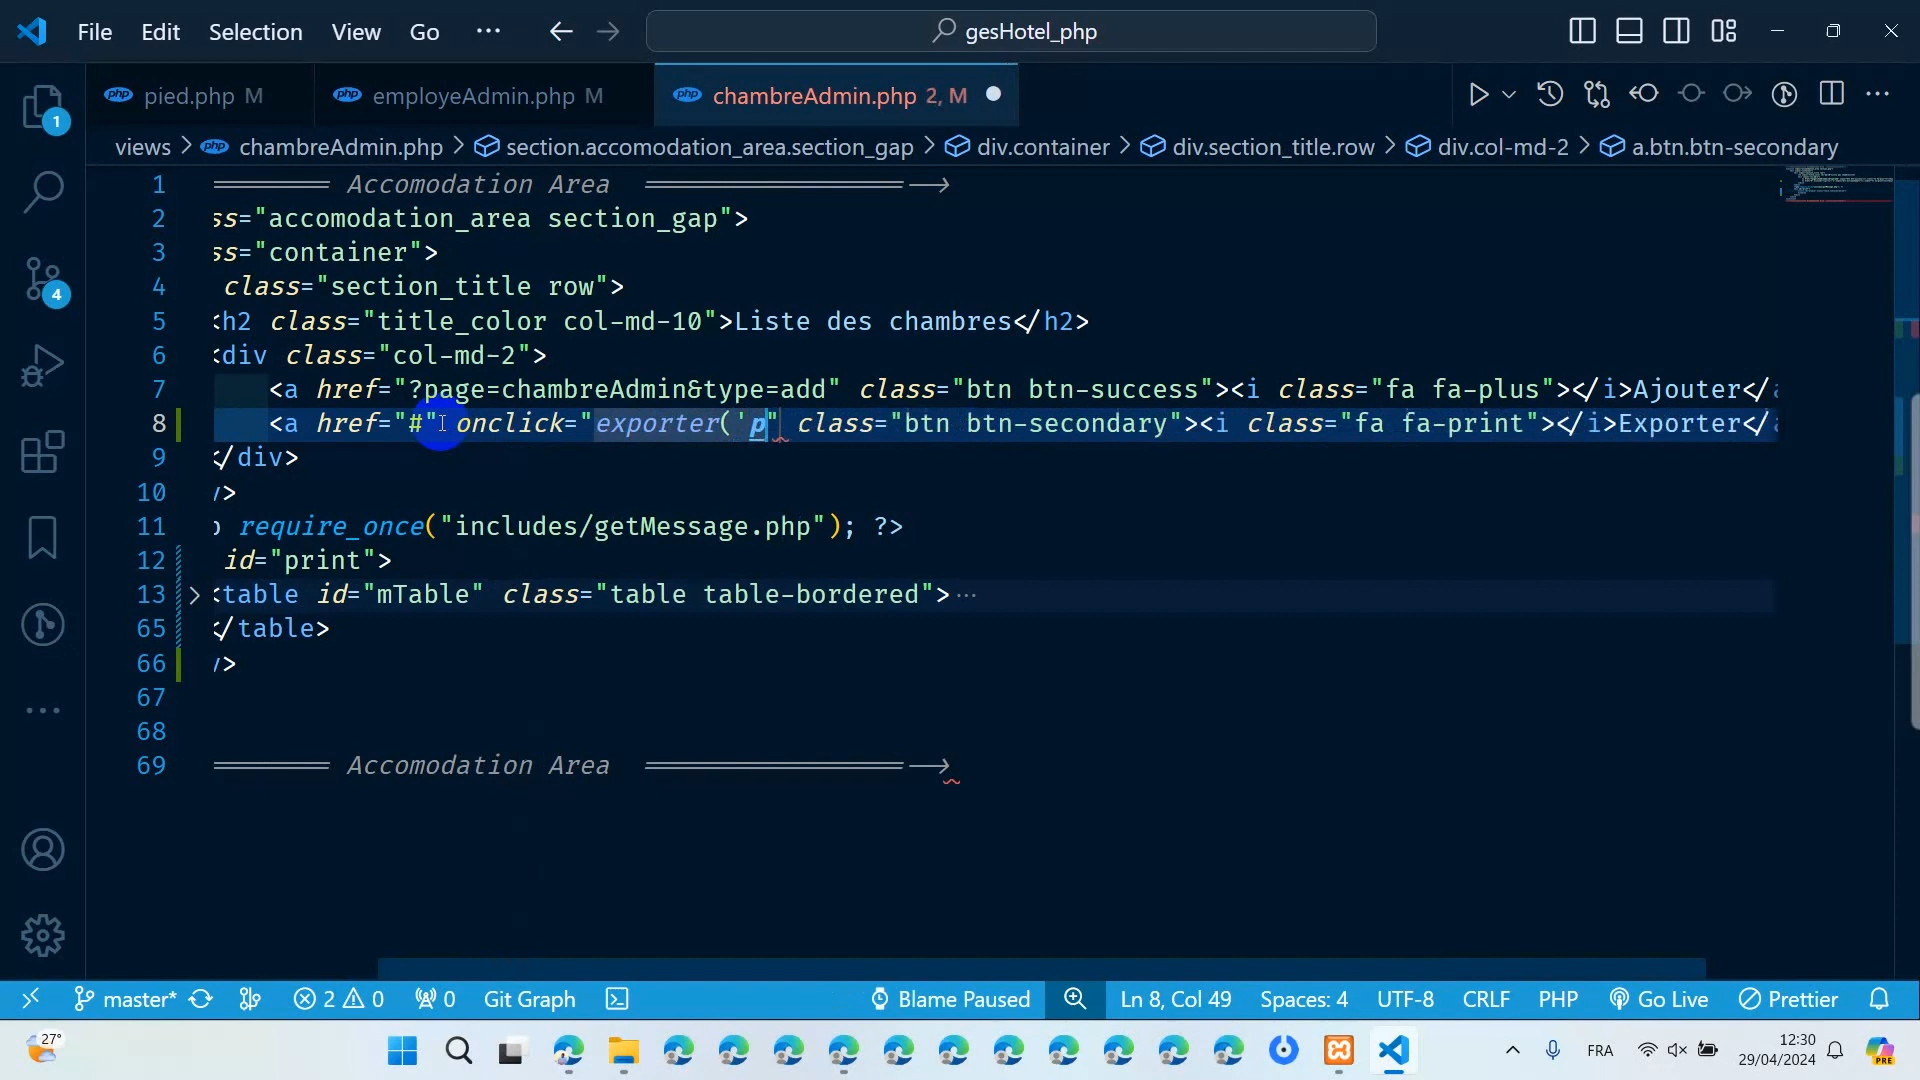 File Edit Selection View Go ··· gesHotel_php
pied.php M employeAdmin.php M chambreAdmin.php 2, M
views > chambreAdmin.php > section.accomodation_area.section_gap > div.container > div.section_title.row > div.col-md-2 > a.btn.btn-secondary
1 ======== Accomodation Area =================-->
2 ss="accomodation_area section_gap">
3 ss="container">
4 class="section_title row">
5 <h2 class="title_color col-md-10">Liste des chambres</h2>
6 <div class="col-md-2">
7 <a href="?page=chambreAdmin&type=add" class="btn btn-success"><i class="fa fa-plus"></i>Ajouter</a
8 <a href="#" onclick="exporter('p" class="btn btn-secondary"><i class="fa fa-print"></i>Exporter</a
9 </div>
10 v>
11 p require_once("includes/getMessage.php"); ?>
12 id="print">
13 <table id="mTable" class="table table-bordered">···
65 </table>
66 v>
67
68
69 ======== Accomodation Area =================-->
1
4
master* 2 0 0 Git Graph Blame Paused Ln 8, Col 49 Spaces: 4 UTF-8 CRLF PHP Go Live Prettier
27° FRA 12:30
29/04/2024
PRE